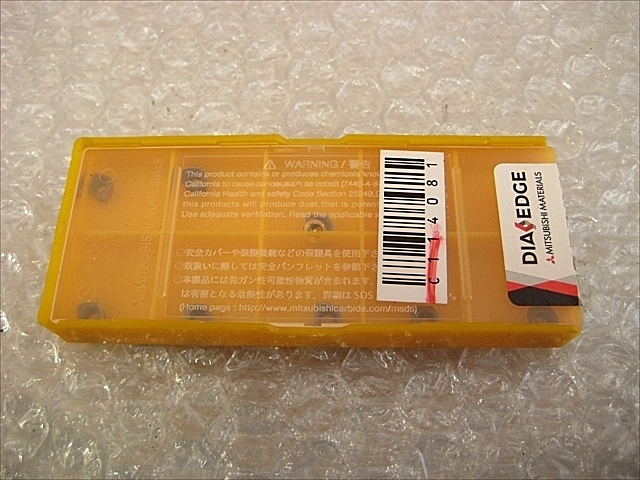 ⚠ WARNING / 警告
This product contains or produces chemicals know
California to cause cancer such as cobalt (7440-4-8
California Health and safety Code Section 25249.5
this products will produce dust that is potent
Use adequate ventilation. Read the applicable s
○安全カバーや保護眼鏡などの保護具を使用下さ
○取扱いに際しては安全パンフレットを参照下さ
○本製品には発ガン性可能性物質が含まれます。
は有害となる危険性があります。詳細は SDS
(Home page : http://www.mitsubishicarbide.com/msds)
C114081
DIAEDGE
MITSUBISHI MATERIALS